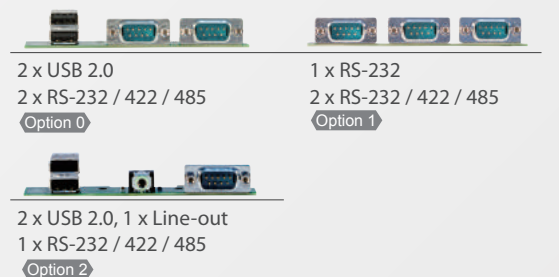 2 x USB 2.0
2 x RS-232 / 422 / 485
Option 0
1 x RS-232
2 x RS-232 / 422 / 485
Option 1
2 x USB 2.0, 1 x Line-out
1 x RS-232 / 422 / 485
Option 2